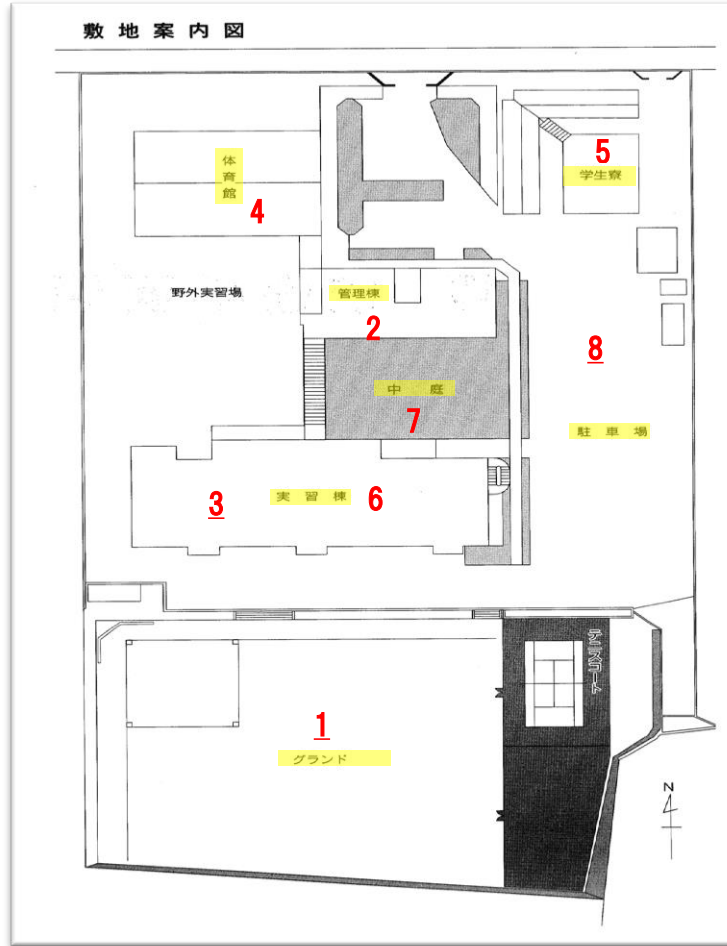 敷地案内図
5
体育館
学生寮
4
野外実習場
管理棟
2
8
中庭
7
駐車場
3
実習棟
6
テニスコート
1
グランド
N